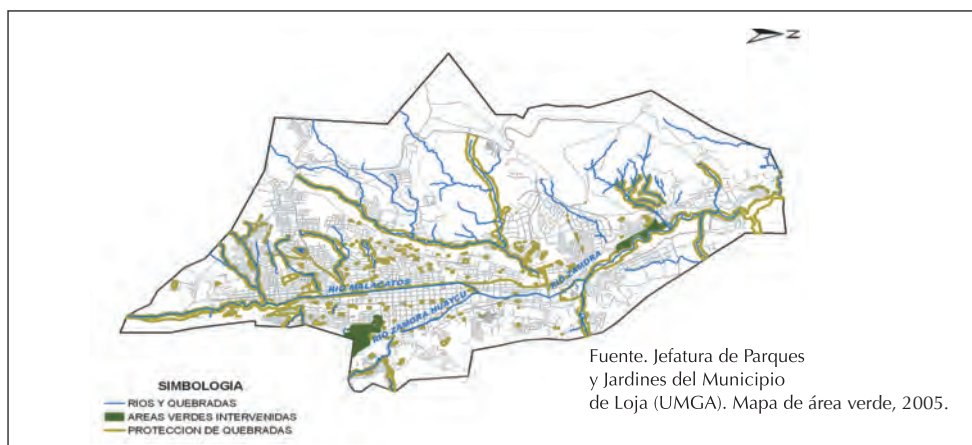 N
RIO ZAMORA
RIO MALACATOS
RIO ZAMORA HUAYCU
Fuente. Jefatura de Parques
y Jardines del Municipio
de Loja (UMGA). Mapa de área verde, 2005.
SIMBOLOGIA
RIOS Y QUEBRADAS
AREAS VERDES INTERVENIDAS
PROTECCION DE QUEBRADAS